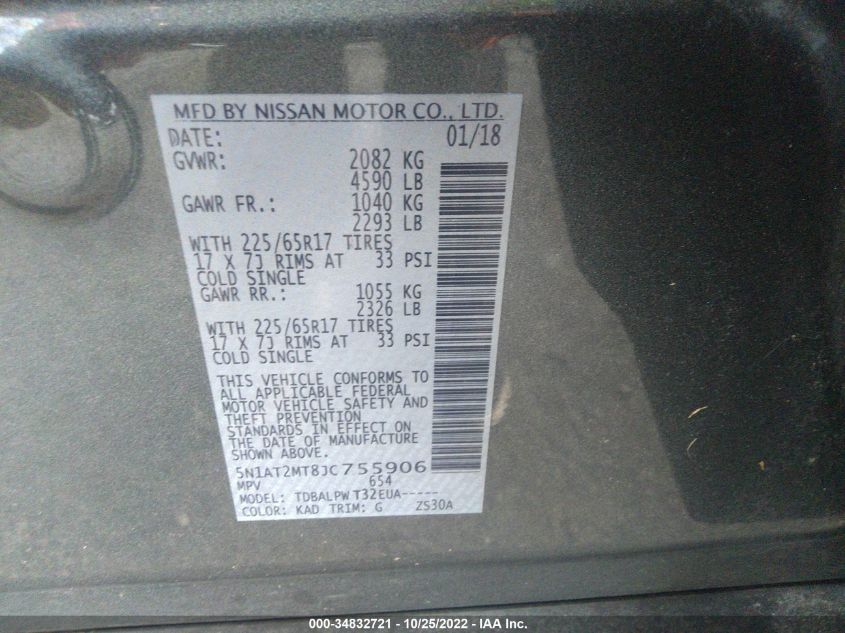 MFD BY NISSAN MOTOR CO., LTD.
DATE: 01/18
GVWR: 2082 KG
4590 LB
GAWR FR.: 1040 KG
2293 LB
WITH 225/65R17 TIRES
17 X 7J RIMS AT 33 PSI
COLD SINGLE
GAWR RR.: 1055 KG
2326 LB
WITH 225/65R17 TIRES
17 X 7J RIMS AT 33 PSI
COLD SINGLE
THIS VEHICLE CONFORMS TO
ALL APPLICABLE FEDERAL
MOTOR VEHICLE SAFETY AND
THEFT PREVENTION
STANDARDS IN EFFECT ON
THE DATE OF MANUFACTURE
SHOWN ABOVE.
5N1AT2MT8JC755906
MPV 654
MODEL: TDBALPW T32EUA-----
COLOR: KAD TRIM: G ZS30A
000-34832721 - 10/25/2022 - IAA Inc.